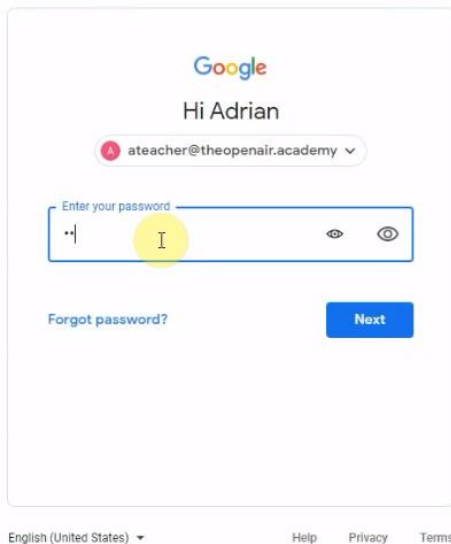 Google
Hi Adrian
A ateacher@theopenair.academy
Enter your password
••
Forgot password?
Next
English (United States)
Help Privacy Terms